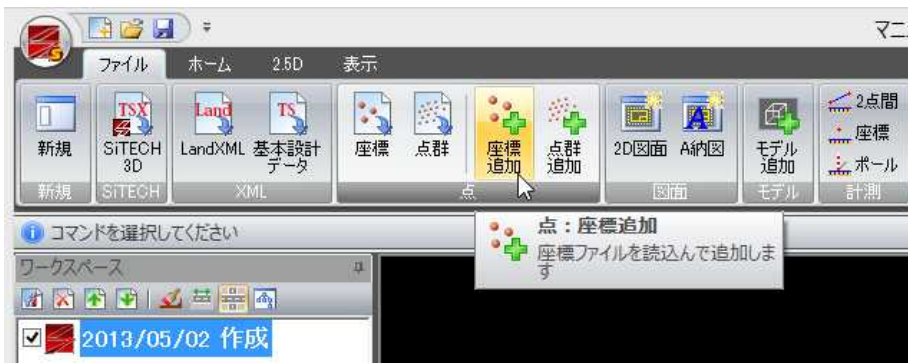 マニ
ファイル ホーム 2.5D 表示
TSX Land TS 2点間
座標
ポール
新規 SiTECH 3D LandXML 基本設計データ 座標 点群 座標追加 点群追加 2D図面 A納図 モデル追加
新規 SiTECH XML 点 図面 モデル 計測
コマンドを選択してください
点:座標追加
座標ファイルを読込んで追加しま
す
ワークスペース
2013/05/02 作成